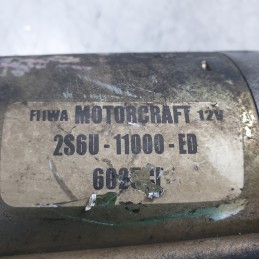 FIIWA MOTORCRAFT 12V
2S6U - 11000 - ED